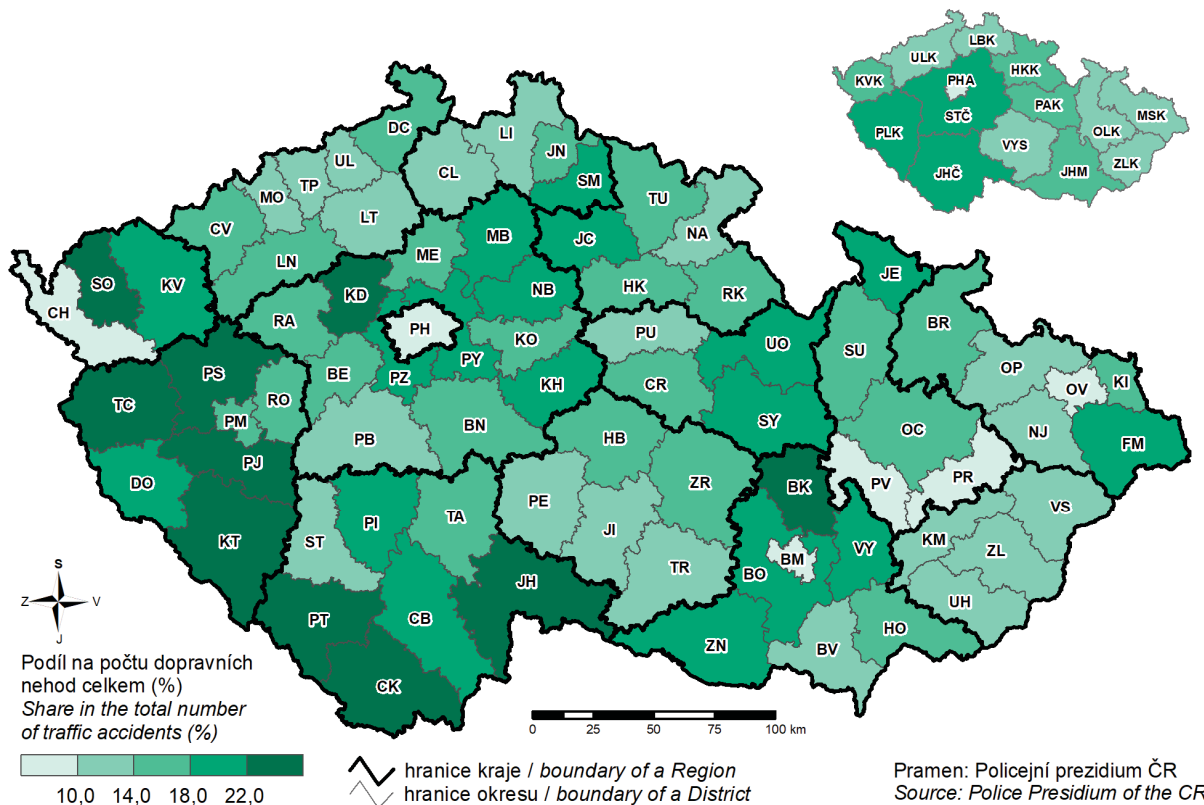 LBK
ULK
HKK
KVK
PHA
PAK
STČ
MSK
PLK
OLK
VYS
ZLK
JHČ
JHM
DC
LI
UL
JN
CL
TP
SM
MO
TU
LT
CV
MB
JC
NA
ME
LN
JE
SO
KV
KD
NB
HK
RK
CH
RA
PH
PU
BR
KO
UO
SU
PY
OP
PS
BE
PZ
KH
CR
OV
KI
TC
RO
PM
BN
SY
OC
NJ
FM
PB
HB
PJ
DO
ZR
BK
PV
PR
PE
VS
KT
ST
PI
TA
JI
KM
ZL
VY
BM
TR
BO
JH
UH
PT
CB
HO
ZN
BV
CK
S
Z V
J
Podíl na počtu dopravních
nehod celkem (%)
Share in the total number
of traffic accidents (%)
10,0 14,0 18,0 22,0
0 25 50 75 100 km
hranice kraje / boundary of a Region
hranice okresu / boundary of a District
Pramen: Policejní prezidium ČR
Source: Police Presidium of the CR